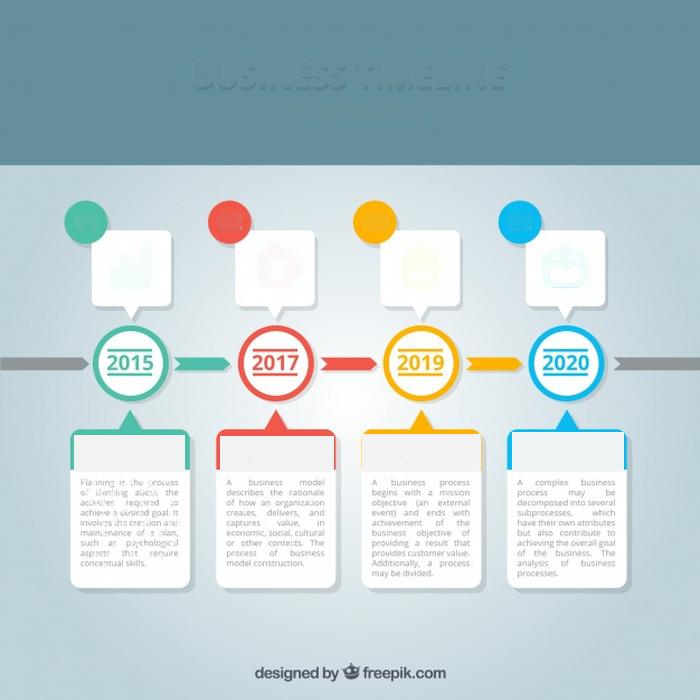 BUSINESS TIMELINE
2015
2017
2019
2020
Planning is the process
of thinking about the
activities required to
achieve a desired goal. It
involves the creation and
maintenance of a plan,
such as psychological
aspects that require
conceptual skills.
A business model
describes the rationale
of how an organization
creates, delivers, and
captures value, in
economic, social, cultural
or other contexts. The
process of business
model construction.
A business process
begins with a mission
objective (an external
event) and ends with
achievement of the
business objective of
providing a result that
provides customer value.
Additionally, a process
may be divided.
A complex business
process may be
decomposed into several
subprocesses, which
have their own attributes
but also contribute to
achieving the overall goal
of the business. The
analysis of business
processes.
designed by freepik.com